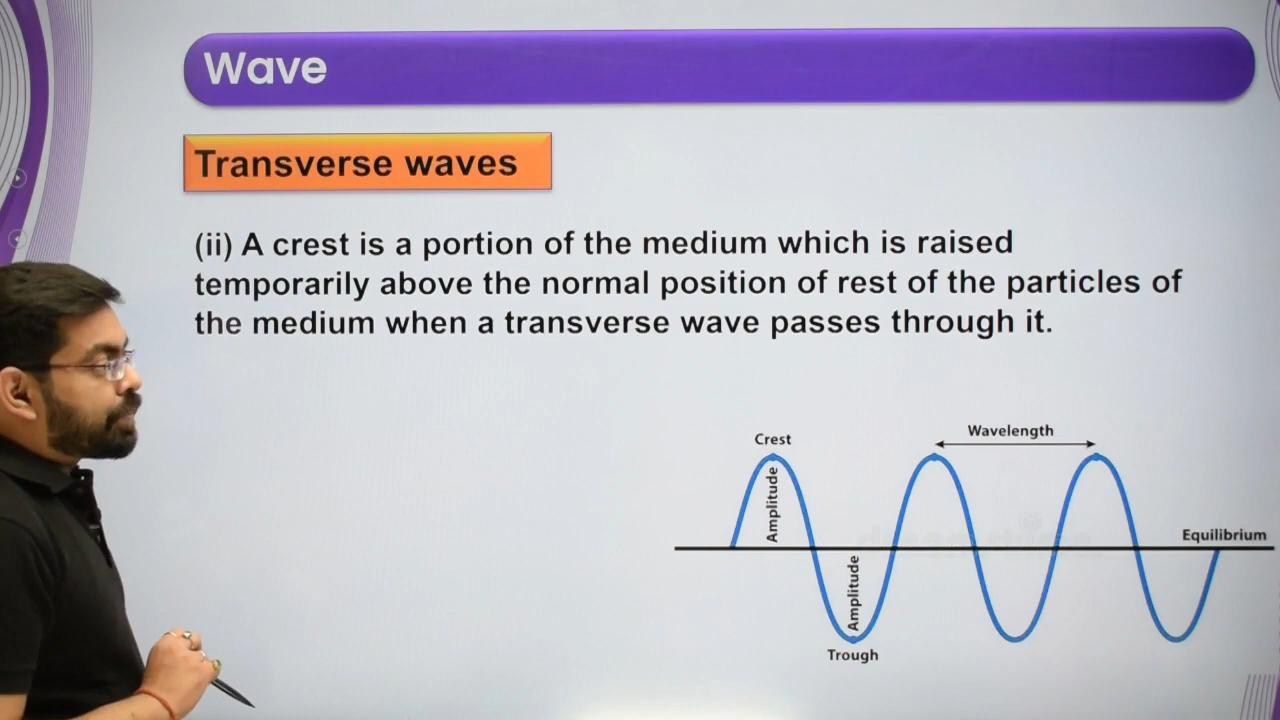 Wave
Transverse waves
(ii) A crest is a portion of the medium which is raised
temporarily above the normal position of rest of the particles of
the medium when a transverse wave passes through it.
Wavelength
Crest
Amplitude
Equilibrium
Amplitude
Trough